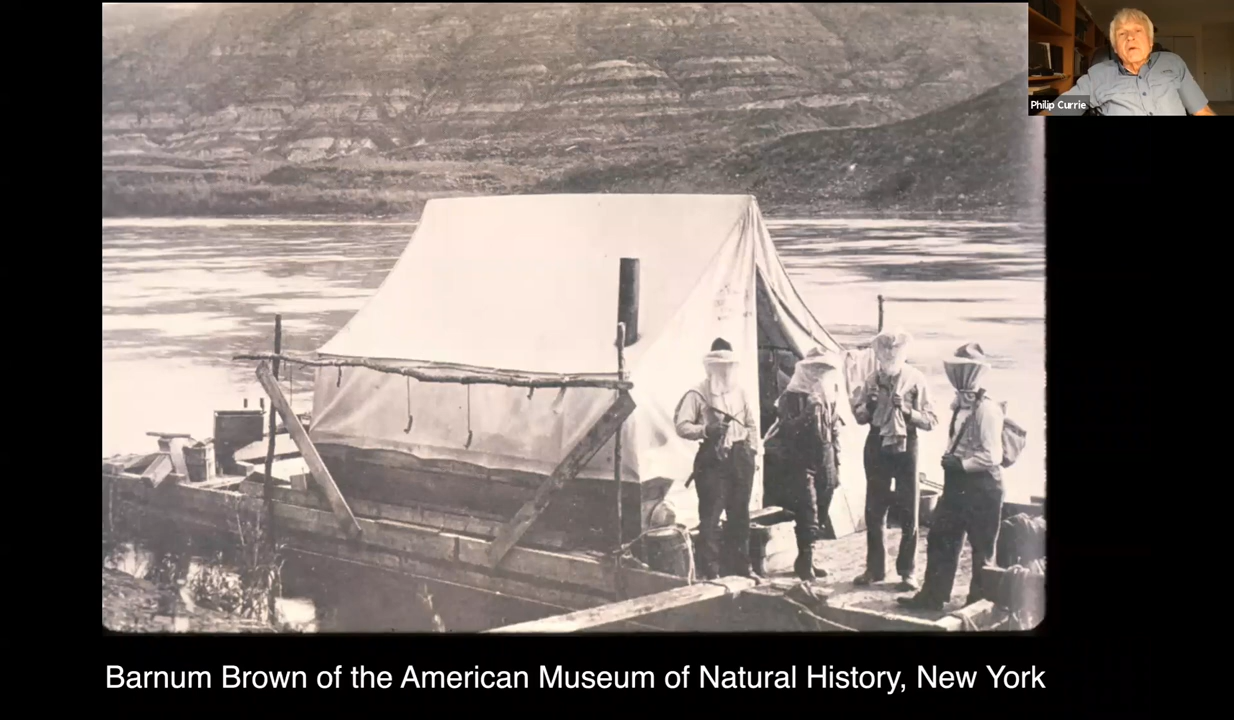 Philip Currie
Barnum Brown of the American Museum of Natural History, New York